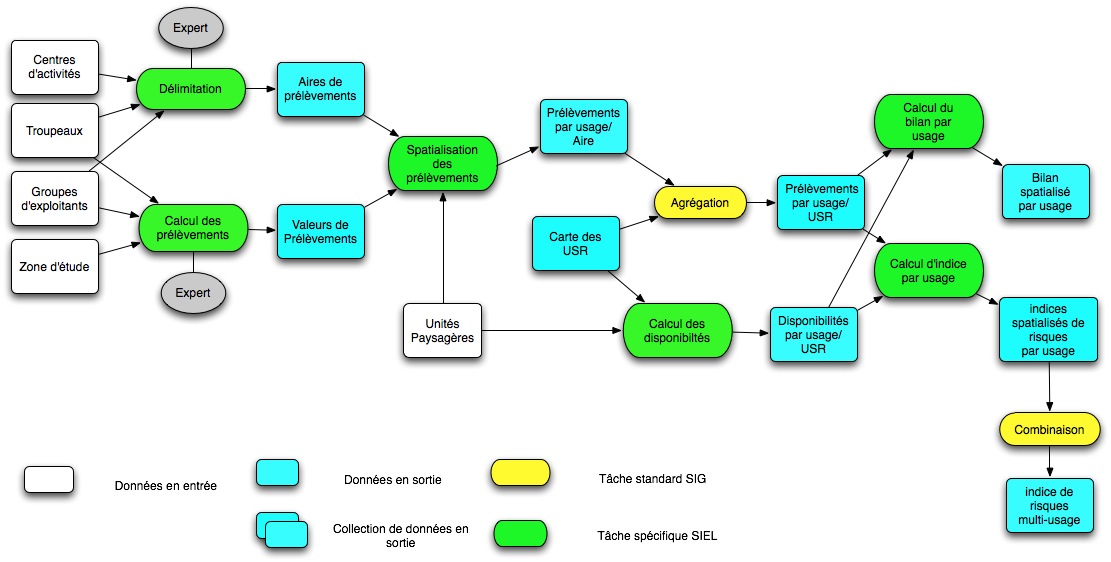 Expert
Centres
d'activités
Délimitation
Aires de
prélèvements
Troupeaux
Groupes
d'exploitants
Zone d'étude
Calcul des
prélèvements
Expert
Valeurs de
Prélèvements
Spatialisation
des
prélèvements
Unités
Paysagères
Prélèvements
par usage/
Aire
Carte des
USR
Agrégation
Calcul des
disponibiltés
Prélèvements
par usage/
USR
Disponibilités
par usage/
USR
Calcul du
bilan par
usage
Bilan
spatialisé
par usage
Calcul d'indice
par usage
indices
spatialisés de
risques
par usage
Combinaison
indice de
risques
multi-usage
Données en entrée
Données en sortie
Collection de données en
sortie
Tâche standard SIG
Tâche spécifique SIEL